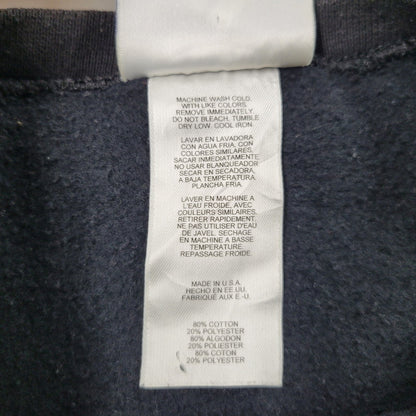 MACHINE WASH COLD
WITH LIKE COLORS,
REMOVE IMMEDIATELY.
DO NOT BLEACH, TUMBLE
DRY LOW. COOL IRON.
LAVAR EN LAVADORA
CON AGUA FRIA, CON
COLORES SIMILARES,
SACAR INMEDIATAMENTE
NO USAR BLANQUEADOR
SECAR EN SECADORA,
A BAJA TEMPERATURA.
PLANCHA FRIA.
LAVER EN MACHINE A
L'EAU FROIDE, AVEC
COULEURS SIMILARES,
RETIRER RAPIDEMENT.
NE PAS UTILISER D'EAU
DE JAVEL. SECHAGE
EN MACHINE A BASSE
TEMPERATURE.
REPASSAGE FROIDE.
MADE IN U.S.A.
HECHO EN EE.UU.
FABRIQUÉ AUX E.-U.
80% COTTON
20% POLYESTER
80% ALGODON
20% POLIESTER
80% COTON
20% POLYESTER